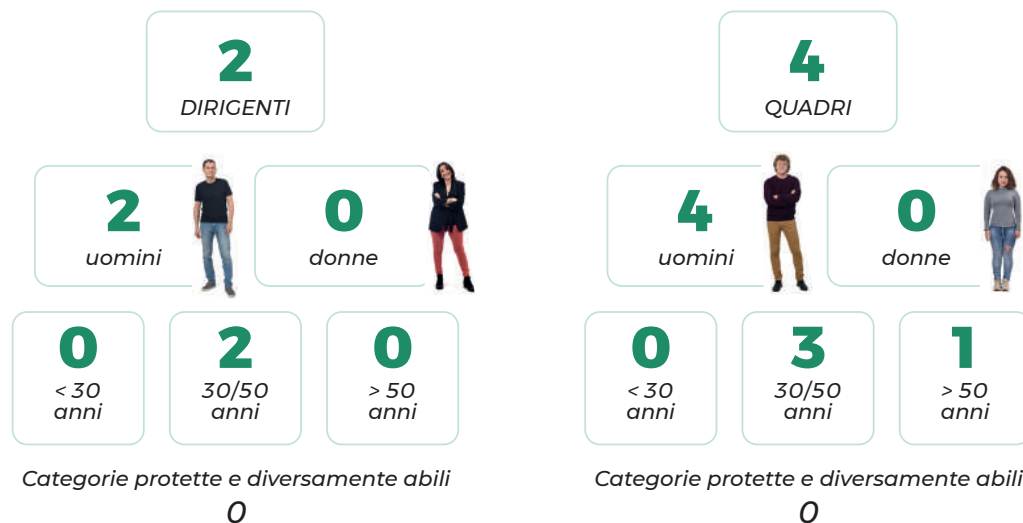 2
DIRIGENTI
2
uomini
0
donne
0
< 30
anni
2
30/50
anni
0
> 50
anni
Categorie protette e diversamente abili
0
4
QUADRI
4
uomini
0
donne
0
< 30
anni
3
30/50
anni
1
> 50
anni
Categorie protette e diversamente abili
0